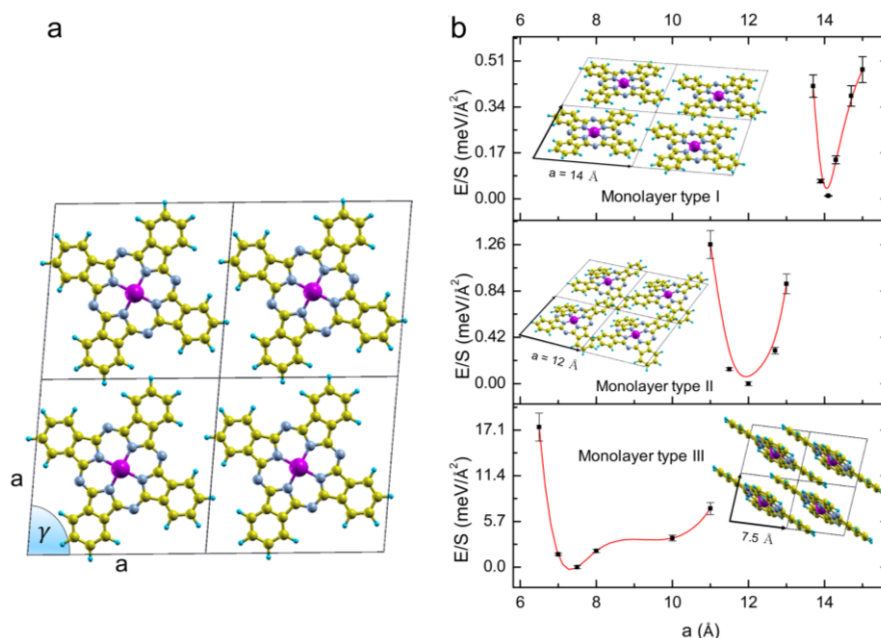 a
a
γ
a
b
6 8 10 12 14
E/S (meV/Å²)
0.51
0.34
0.17
0.00
a = 14 Å
Monolayer type I
E/S (meV/Å²)
1.26
0.84
0.42
0.00
a = 12 Å
Monolayer type II
E/S (meV/Å²)
17.1
11.4
5.7
0.0
Monolayer type III
7.5 Å
6 8 10 12 14
a (Å)